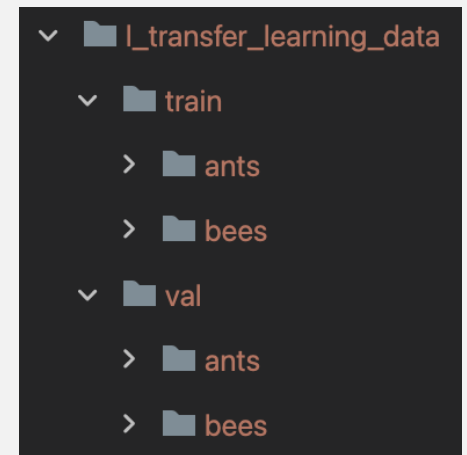 l_transfer_learning_data
train
ants
bees
val
ants
bees